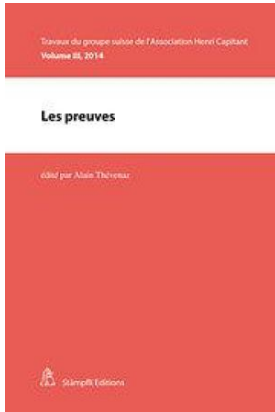 Travaux du groupe suisse de l'Association Henri Capitant
Volume III, 2014
Les preuves
édité par Alain Thévenaz
Stämpfli Editions